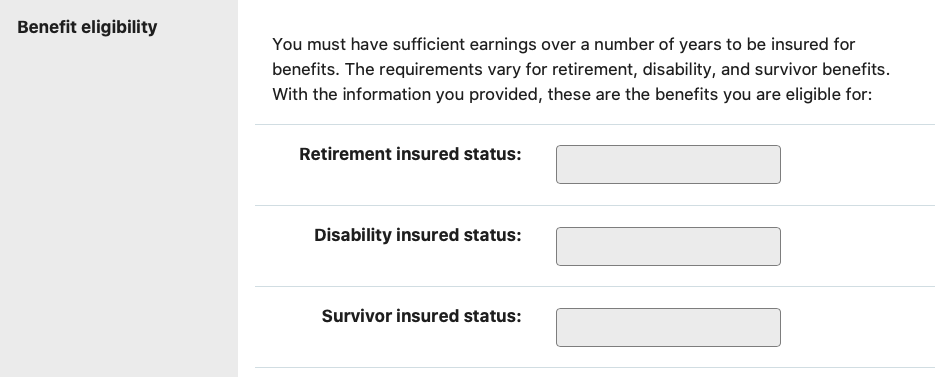 Benefit eligibility
You must have sufficient earnings over a number of years to be insured for
benefits. The requirements vary for retirement, disability, and survivor benefits.
With the information you provided, these are the benefits you are eligible for:
Retirement insured status:
Disability insured status:
Survivor insured status: